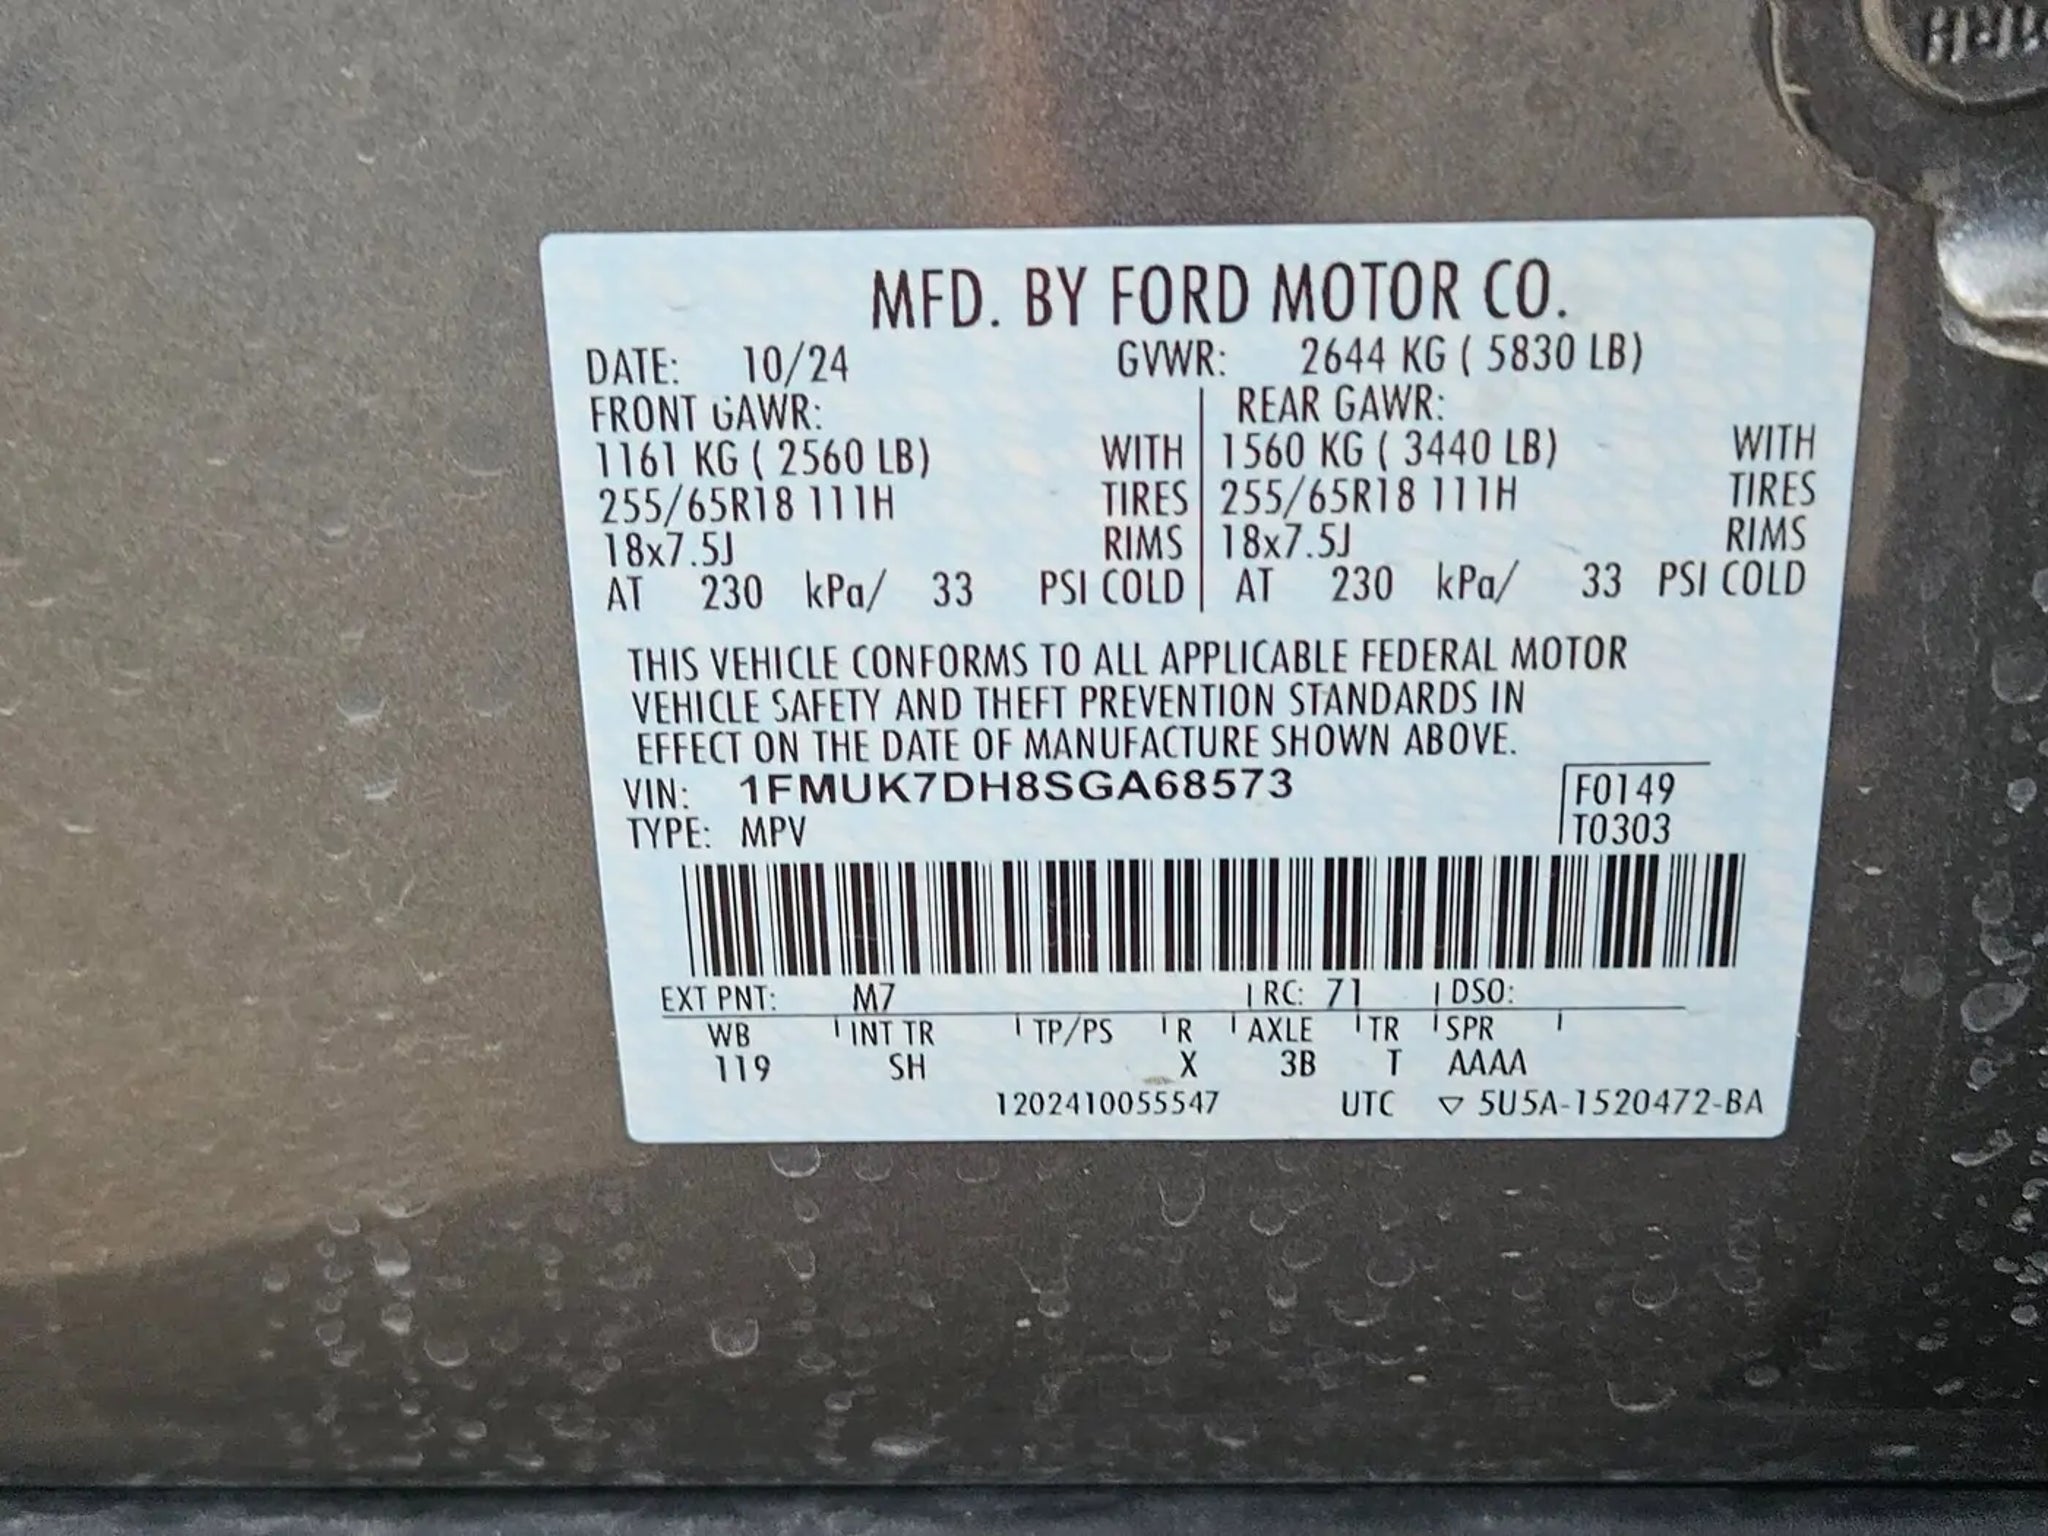 MFD. BY FORD MOTOR CO.
DATE: 10/24 GVWR: 2644 KG ( 5830 LB)
FRONT GAWR: REAR GAWR:
1161 KG ( 2560 LB) WITH 1560 KG ( 3440 LB) WITH
255/65R18 111H TIRES 255/65R18 111H TIRES
18x7.5J RIMS 18x7.5J RIMS
AT 230 kPa/ 33 PSI COLD AT 230 kPa/ 33 PSI COLD
THIS VEHICLE CONFORMS TO ALL APPLICABLE FEDERAL MOTOR
VEHICLE SAFETY AND THEFT PREVENTION STANDARDS IN
EFFECT ON THE DATE OF MANUFACTURE SHOWN ABOVE.
VIN: 1FMUK7DH8SGA68573 F0149
TYPE: MPV T0303
EXT PNT: M7 RC: 71 DSO:
WB INT TR TP/PS R AXLE TR SPR
119 SH X 3B T AAAA
1202410055547 UTC ▽ 5U5A-1520472-BA